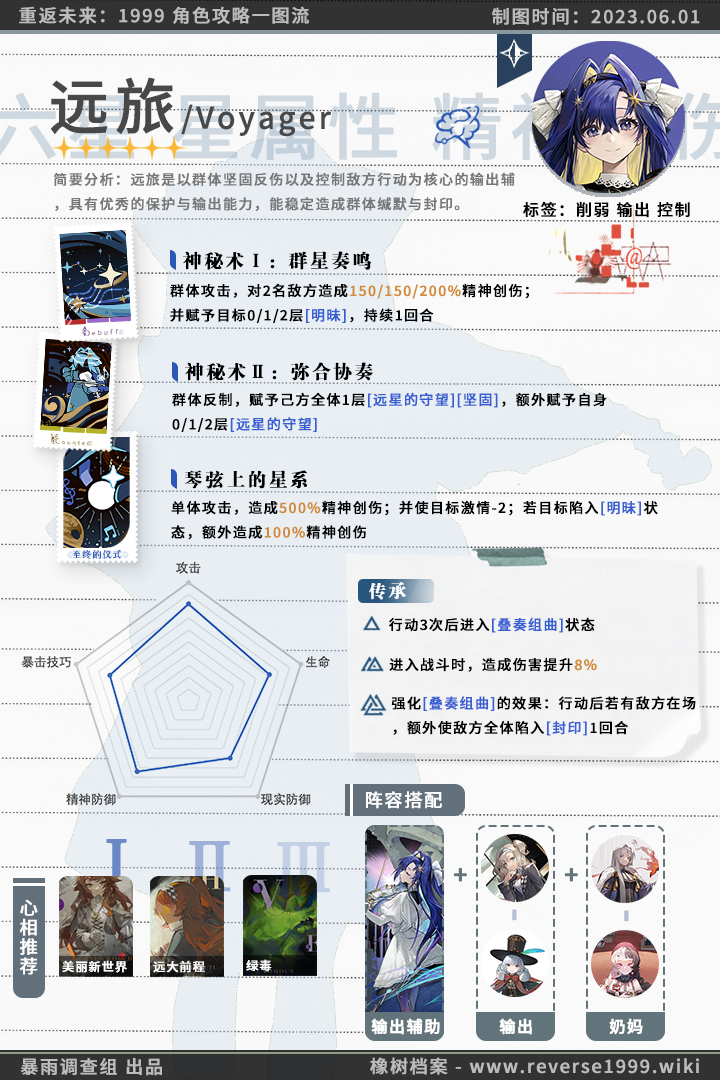 重返未来：1999 角色攻略一图流
制图时间：2023.06.01
六星 星属性 精神创伤
远旅/Voyager
简要分析：远旅是以群体坚固反伤以及控制敌方行动为核心的输出辅
，具有优秀的保护与输出能力，能稳定造成群体缄默与封印。
标签：削弱 输出 控制
神秘术Ⅰ：群星奏鸣
群体攻击，对2名敌方造成150/150/200%精神创伤；
并赋予目标0/1/2层[明昧]，持续1回合
Debuff
神秘术Ⅱ：弥合协奏
群体反制，赋予己方全体1层[远星的守望][坚固]，额外赋予自身
0/1/2层[远星的守望]
Counter
琴弦上的星系
单体攻击，造成500%精神创伤；并使目标激情-2；若目标陷入[明昧]状
态，额外造成100%精神创伤
至终的仪式
攻击
生命
现实防御
精神防御
暴击技巧
传承
行动3次后进入[叠奏组曲]状态
进入战斗时，造成伤害提升8%
强化[叠奏组曲]的效果：行动后若有敌方在场
，额外使敌方全体陷入[封印]1回合
阵容搭配
+
+
输出辅助
输出
奶妈
Ⅰ Ⅱ Ⅲ
心相推荐
美丽新世界
远大前程
绿毒
暴雨调查组 出品
橡树档案 - www.reverse1999.wiki